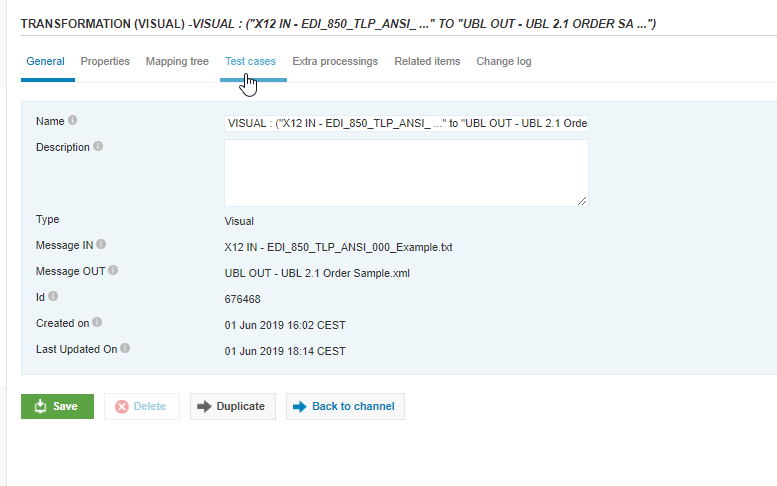 TRANSFORMATION (VISUAL) -VISUAL : ("X12 IN - EDI_850_TLP_ANSI_ ..." TO "UBL OUT - UBL 2.1 ORDER SA ...")
General Properties Mapping tree Test cases Extra processings Related items Change log
Name VISUAL : ("X12 IN - EDI_850_TLP_ANSI_ ..." to "UBL OUT - UBL 2.1 Orde
Description
Type Visual
Message IN X12 IN - EDI_850_TLP_ANSI_000_Example.txt
Message OUT UBL OUT - UBL 2.1 Order Sample.xml
Id 676468
Created on 01 Jun 2019 16:02 CEST
Last Updated On 01 Jun 2019 18:14 CEST
Save Delete Duplicate Back to channel